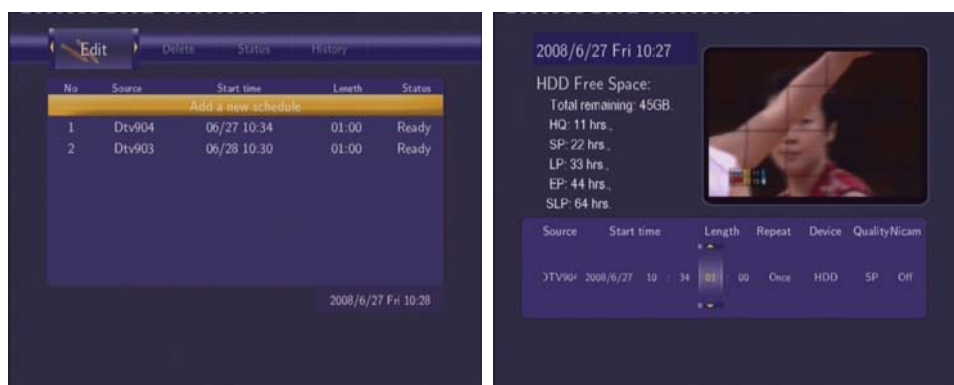 Edit Delete Status History
No Source Start time Length Status
Add a new schedule
1 Dtv904 06/27 10:34 01:00 Ready
2 Dtv903 06/28 10:30 01:00 Ready
2008/6/27 Fri 10:28
2008/6/27 Fri 10:27
HDD Free Space:
Total remaining: 45GB.
HQ: 11 hrs.,
SP: 22 hrs.,
LP: 33 hrs.,
EP: 44 hrs.,
SLP: 64 hrs.
Source Start time Length Repeat Device Quality Nicam
DTV904 2008/6/27 10 : 34 01 : 00 Once HDD SP Off